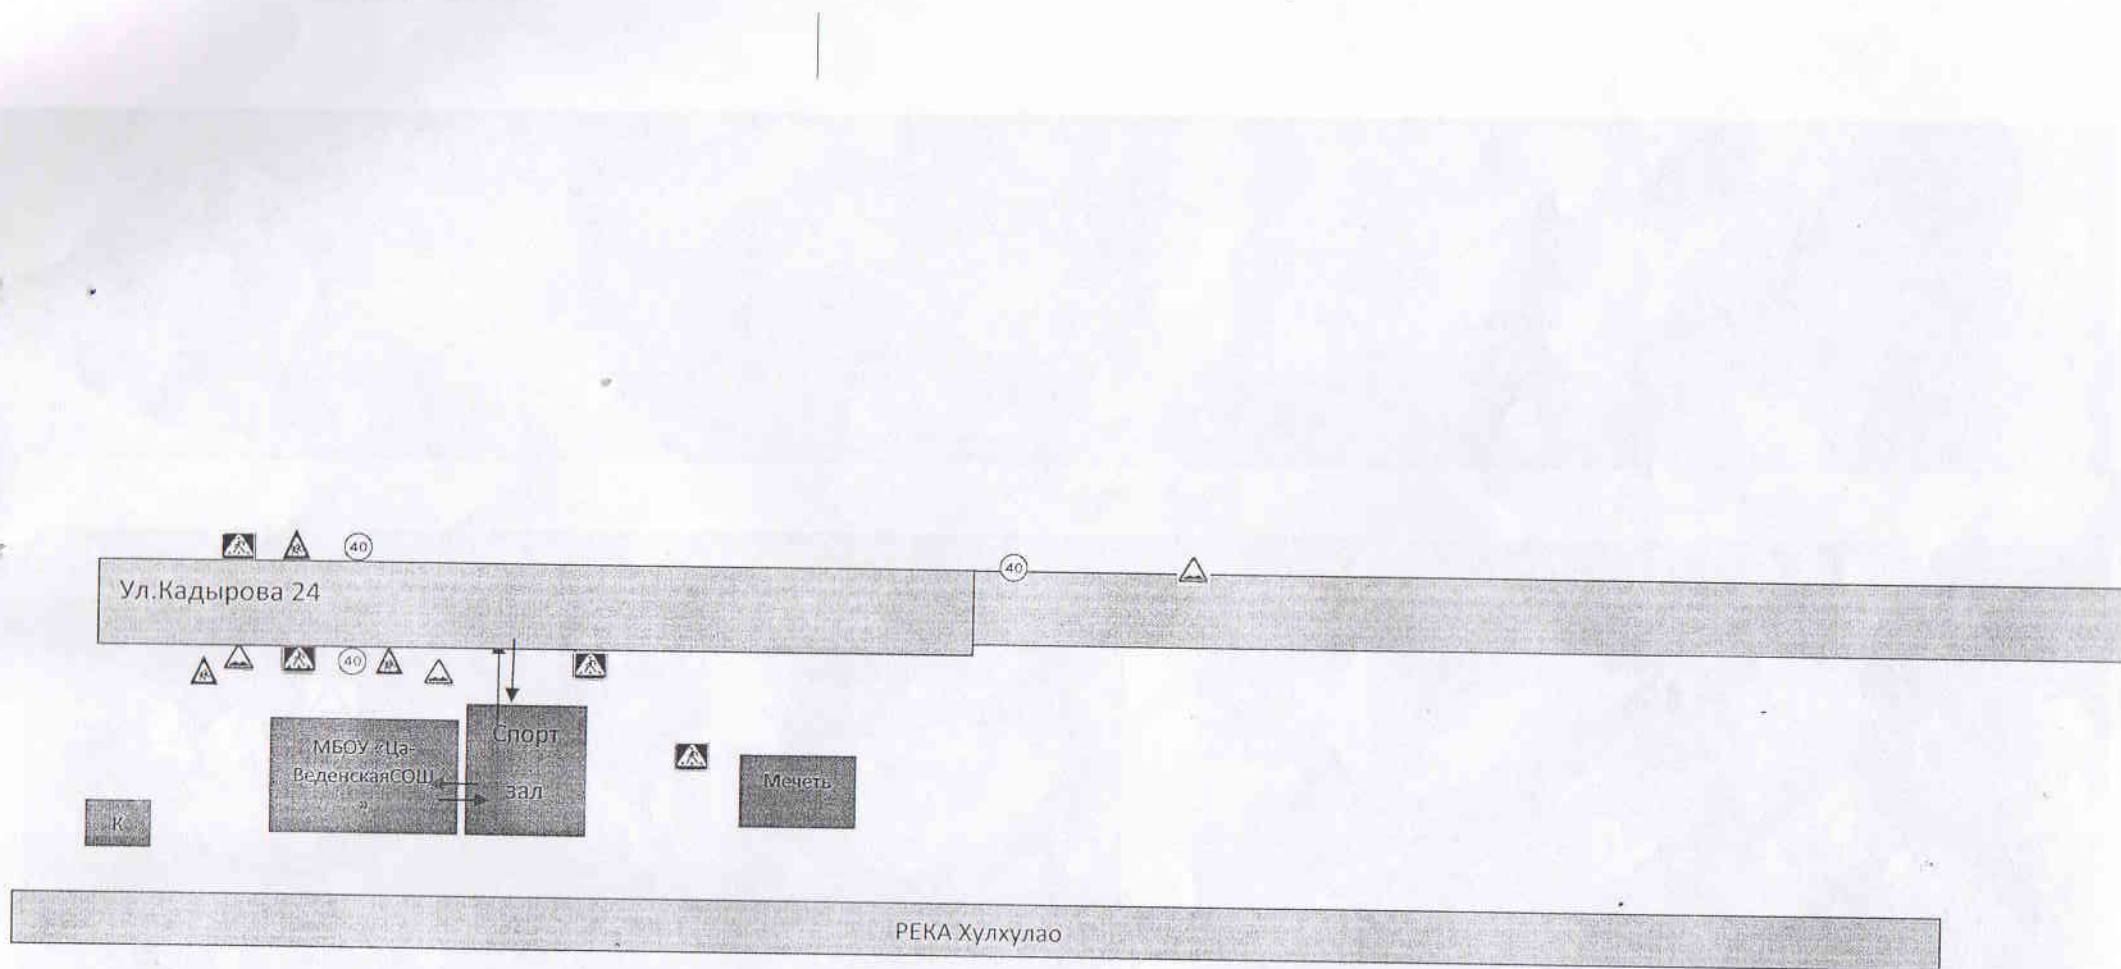 40
Ул.Кадырова 24
40
40
МБОУ «Ца-
ВеденскаяСОШ
»
Спорт
зал
Мечеть
К
РЕКА Хулхулао